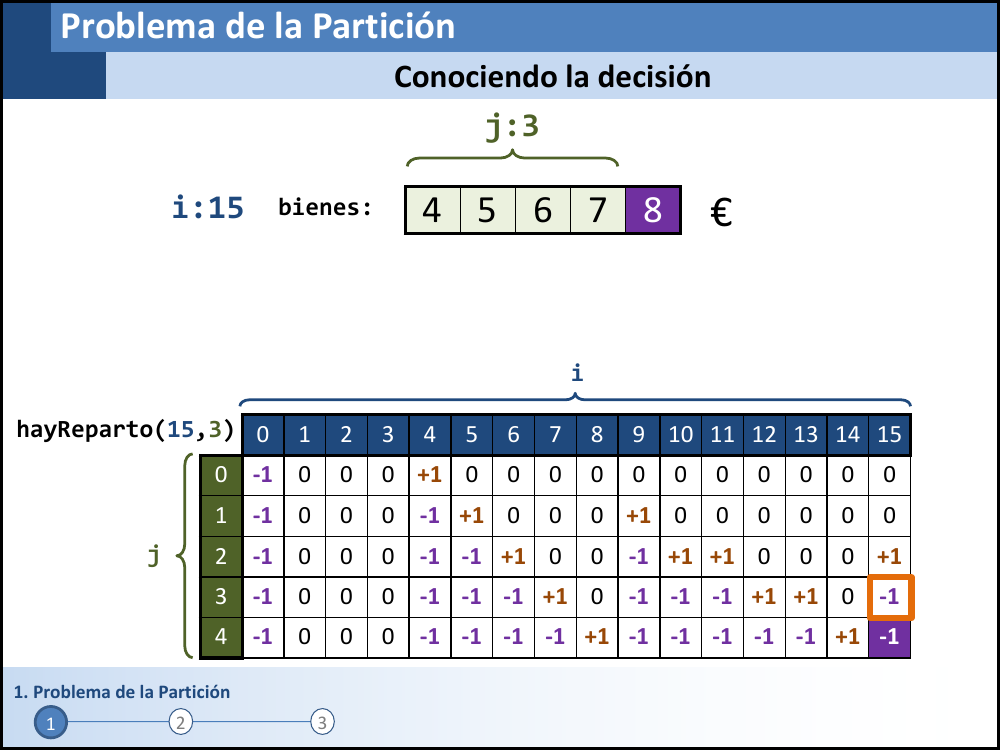 Problema de la Partición
Conociendo la decisión
j:3
i:15 bienes: 4 5 6 7 8 €
i
hayReparto(15,3) 0 1 2 3 4 5 6 7 8 9 10 11 12 13 14 15
0 -1 0 0 0 +1 0 0 0 0 0 0 0 0 0 0 0
1 -1 0 0 0 -1 +1 0 0 0 +1 0 0 0 0 0 0
j 2 -1 0 0 0 -1 -1 +1 0 0 -1 +1 +1 0 0 0 +1
3 -1 0 0 0 -1 -1 -1 +1 0 -1 -1 -1 +1 +1 0 -1
4 -1 0 0 0 -1 -1 -1 -1 +1 -1 -1 -1 -1 -1 +1 -1
1. Problema de la Partición
1 2 3